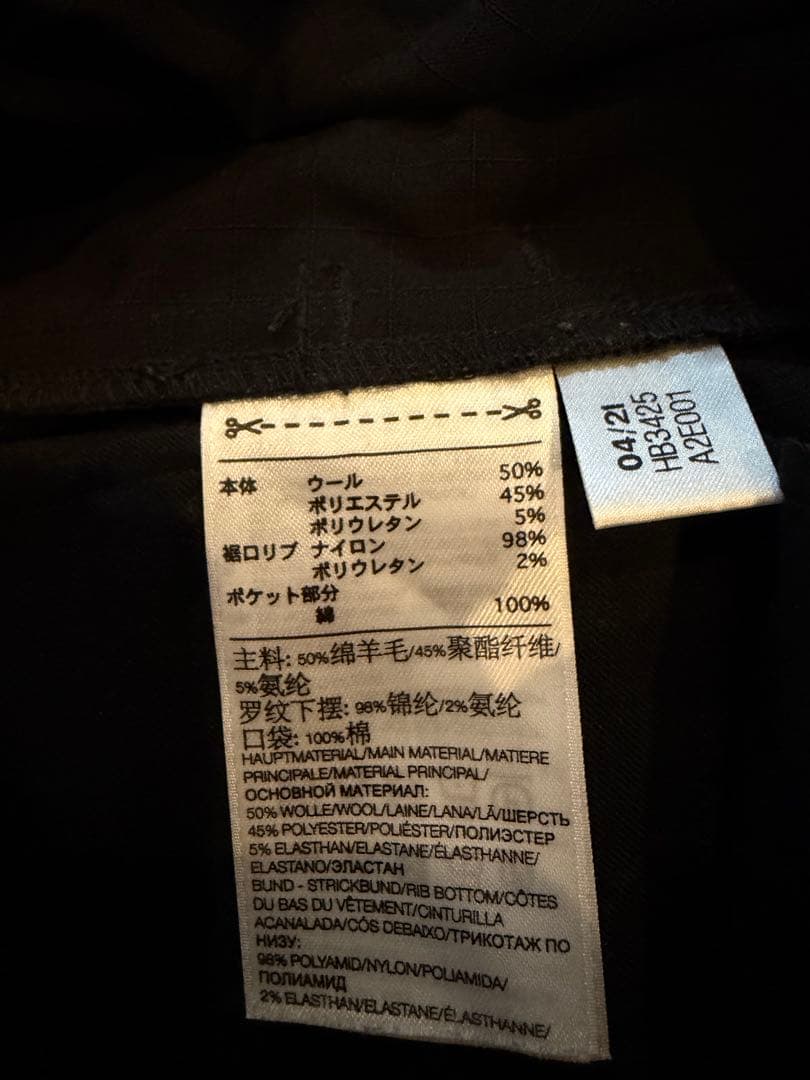 本体 ウール 50%
ポリエステル 45%
ポリウレタン 5%
裾口リブ ナイロン 98%
ポリウレタン 2%
ポケット部分
綿 100%
主料: 50%绵羊毛/45%聚酯纤维/
5%氨纶
罗纹下摆: 98%锦纶/2%氨纶
口袋: 100%棉
HAUPTMATERIAL/MAIN MATERIAL/MATIERE
PRINCIPALE/MATERIAL PRINCIPAL/
ОСНОВНОЙ МАТЕРИАЛ:
50% WOLLE/WOOL/LAINE/LANA/LÃ/ШЕРСТЬ
45% POLYESTER/POLIÉSTER/ПОЛИЭСТЕР
5% ELASTHAN/ELASTANE/ÉLASTHANNE/
ELASTANO/ЭЛАСТАН
BUND - STRICKBUND/RIB BOTTOM/CÔTES
DU BAS DU VÊTEMENT/CINTURILLA
ACANALADA/CÓS DEBAIXO/ТРИКОТАЖ ПО
НИЗУ:
98% POLYAMID/NYLON/POLIAMIDA/
ПОЛИАМИД
2% ELASTHAN/ELASTANE/ÉLASTHANNE/
04/21
HB3425
A2E001